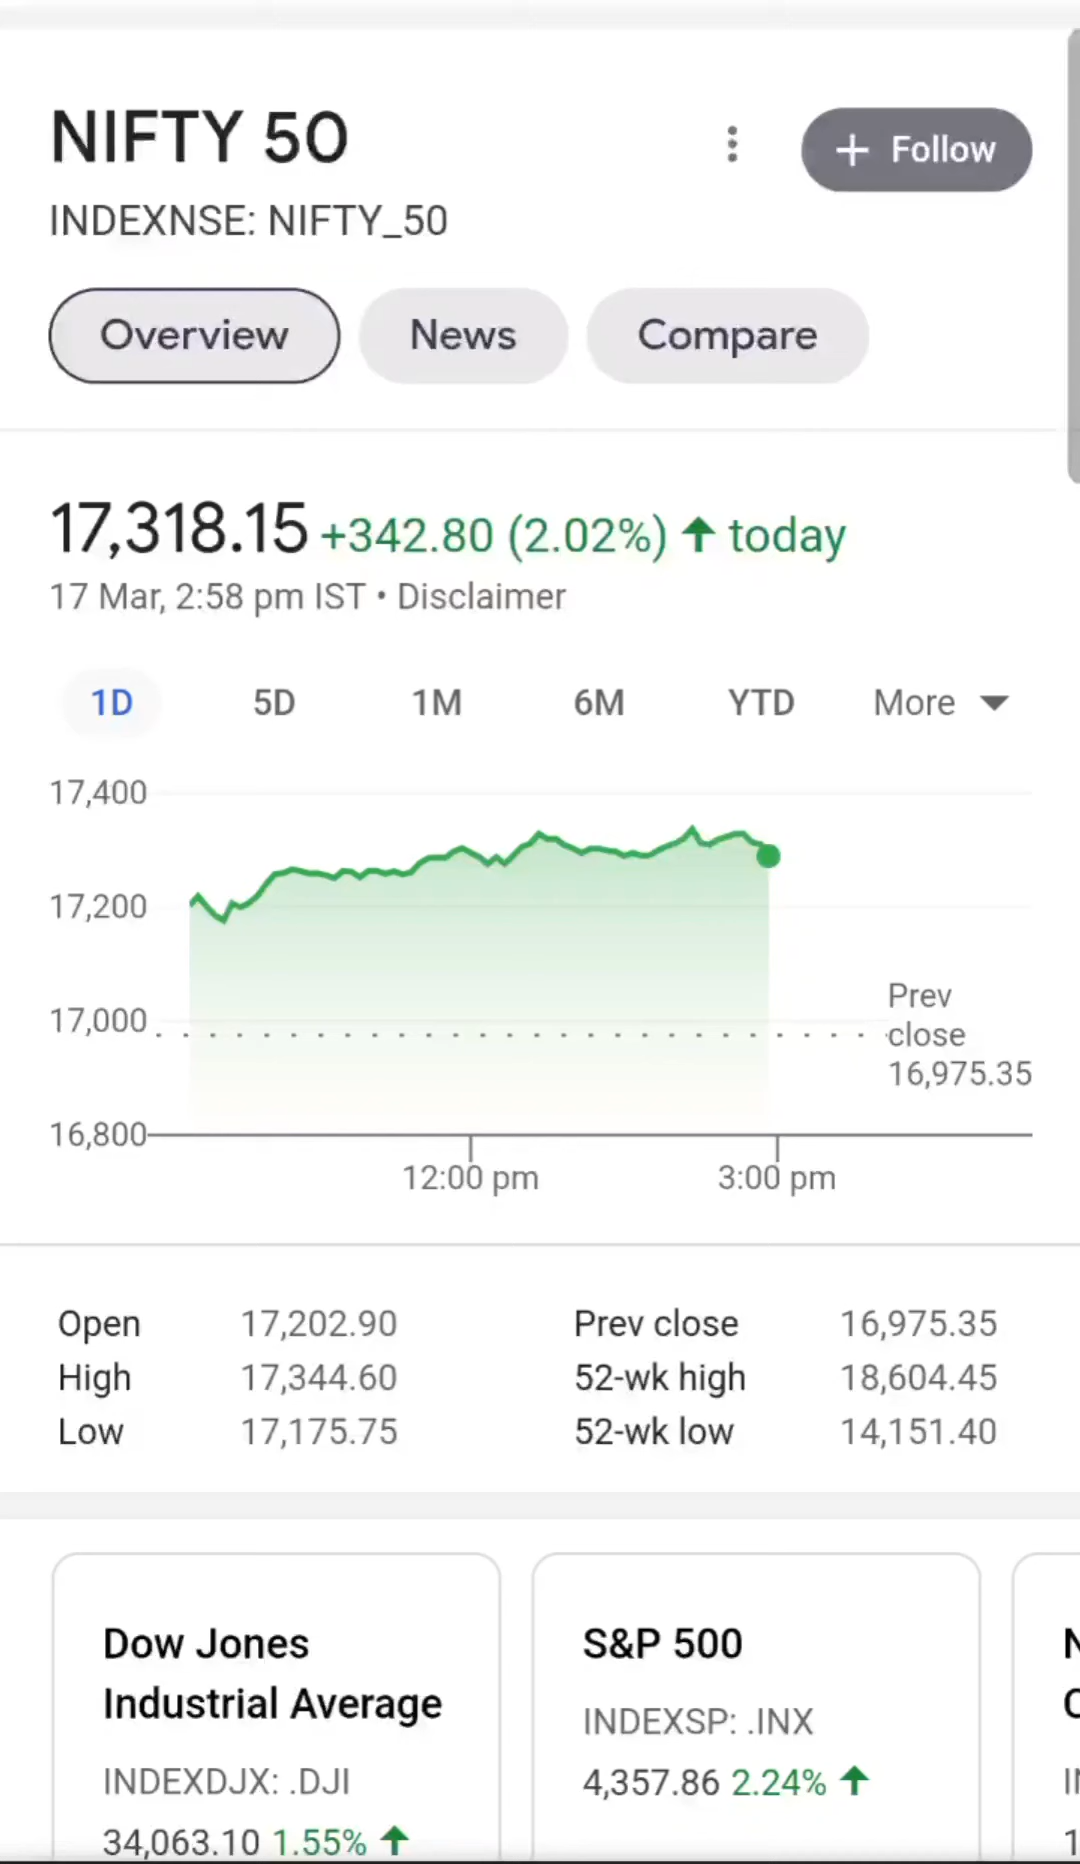 NIFTY 50
+ Follow
INDEXNSE: NIFTY_50
Overview News Compare
17,318.15 +342.80 (2.02%) ↑ today
17 Mar, 2:58 pm IST • Disclaimer
1D 5D 1M 6M YTD More
17,400
17,200
17,000
16,800
Prev
close
16,975.35
12:00 pm 3:00 pm
Open 17,202.90 Prev close 16,975.35
High 17,344.60 52-wk high 18,604.45
Low 17,175.75 52-wk low 14,151.40
Dow Jones
Industrial Average
INDEXDJX: .DJI
34,063.10 1.55% ↑
S&P 500
INDEXSP: .INX
4,357.86 2.24% ↑